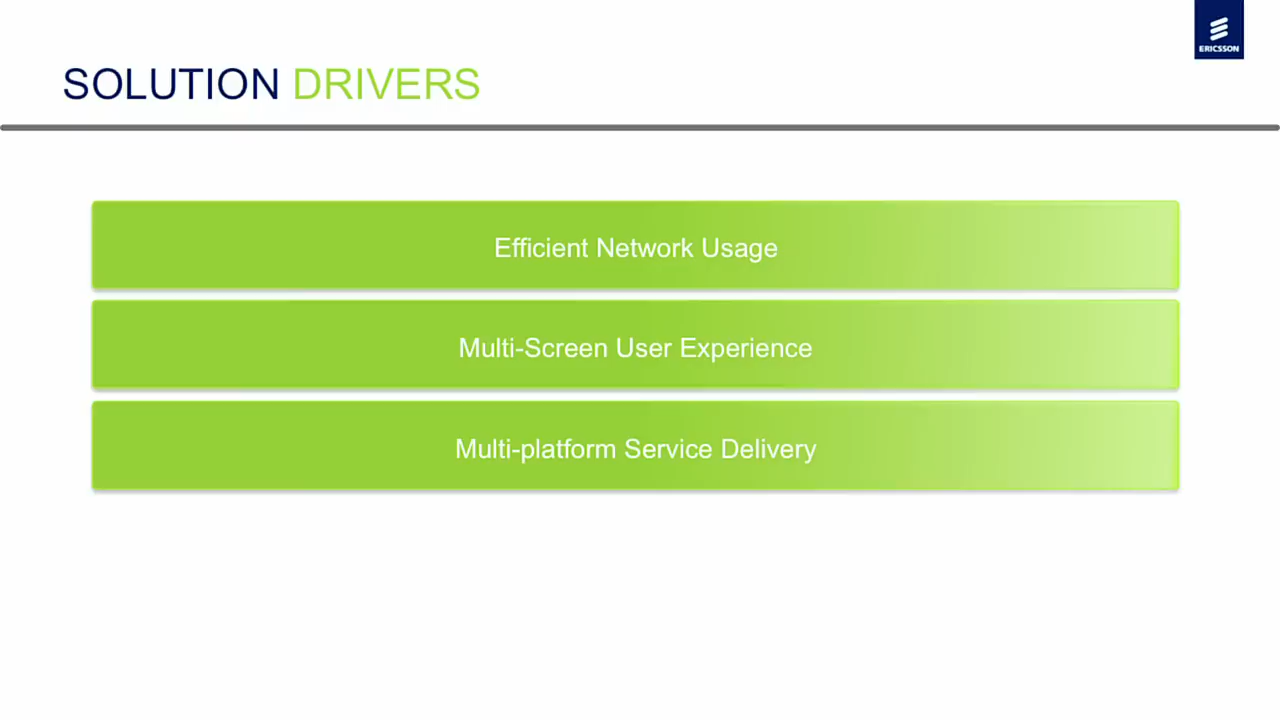 ERICSSON
SOLUTION DRIVERS
Efficient Network Usage
Multi-Screen User Experience
Multi-platform Service Delivery